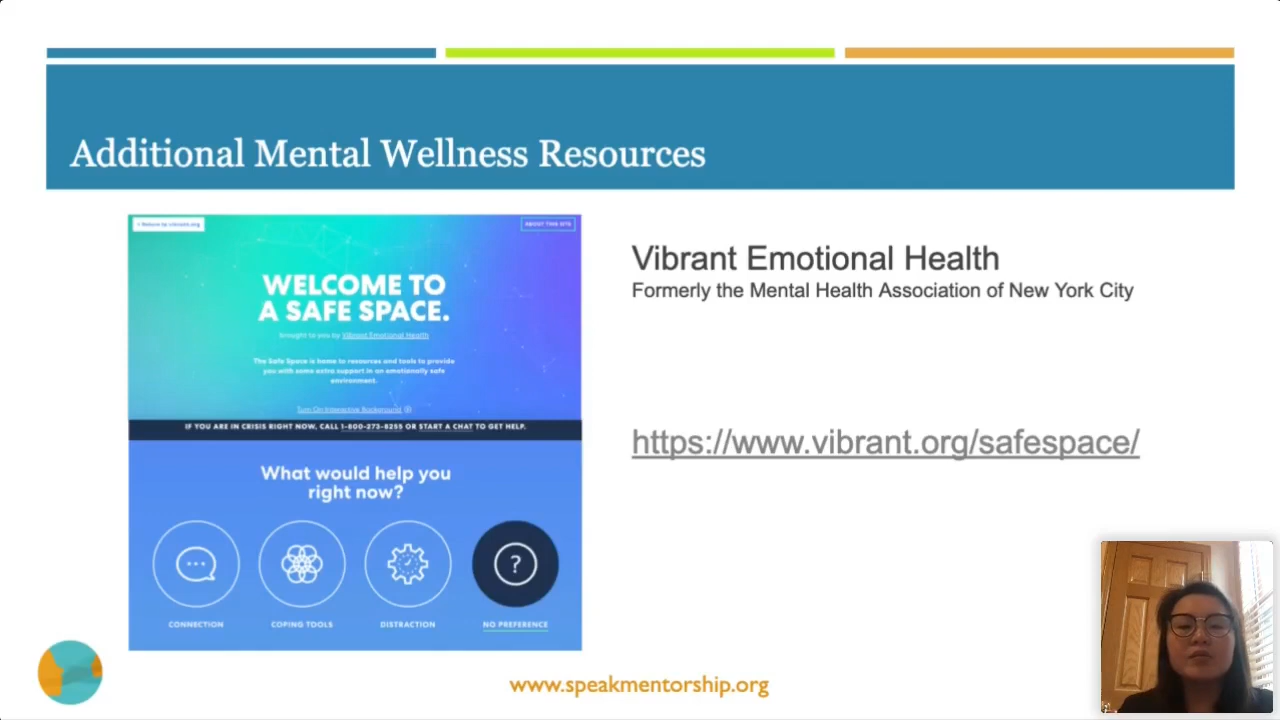 Additional Mental Wellness Resources
< Return to vibrant.org
ABOUT THIS SITE
WELCOME TO
A SAFE SPACE.
brought to you by Vibrant Emotional Health
The Safe Space is home to resources and tools to provide
you with some extra support in an emotionally safe
environment.
Turn On Interactive Background
IF YOU ARE IN CRISIS RIGHT NOW, CALL 1-800-273-8255 OR START A CHAT TO GET HELP.
What would help you
right now?
CONNECTION
COPING TOOLS
DISTRACTION
NO PREFERENCE
Vibrant Emotional Health
Formerly the Mental Health Association of New York City
https://www.vibrant.org/safespace/
www.speakmentorship.org